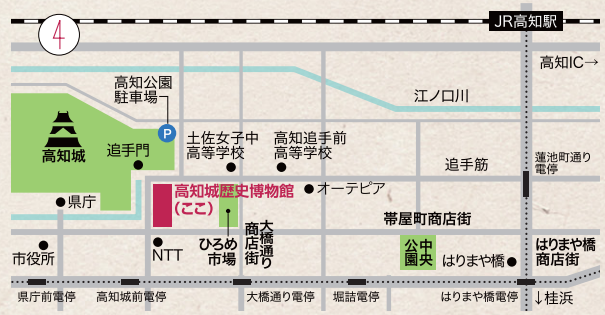 4
JR高知駅
高知IC→
高知公園
駐車場
江ノ口川
P
高知城
追手門
土佐女子中
高等学校
高知追手前
高等学校
追手筋
蓮池町通り
電停
県庁
高知城歴史博物館
(ここ)
オーテピア
帯屋町商店街
市役所
NTT
ひろめ
市場
大橋通り
商店街
中央
公園
はりまや橋
はりまや橋
商店街
県庁前電停
高知城前電停
大橋通り電停
堀詰電停
はりまや橋電停
↓桂浜